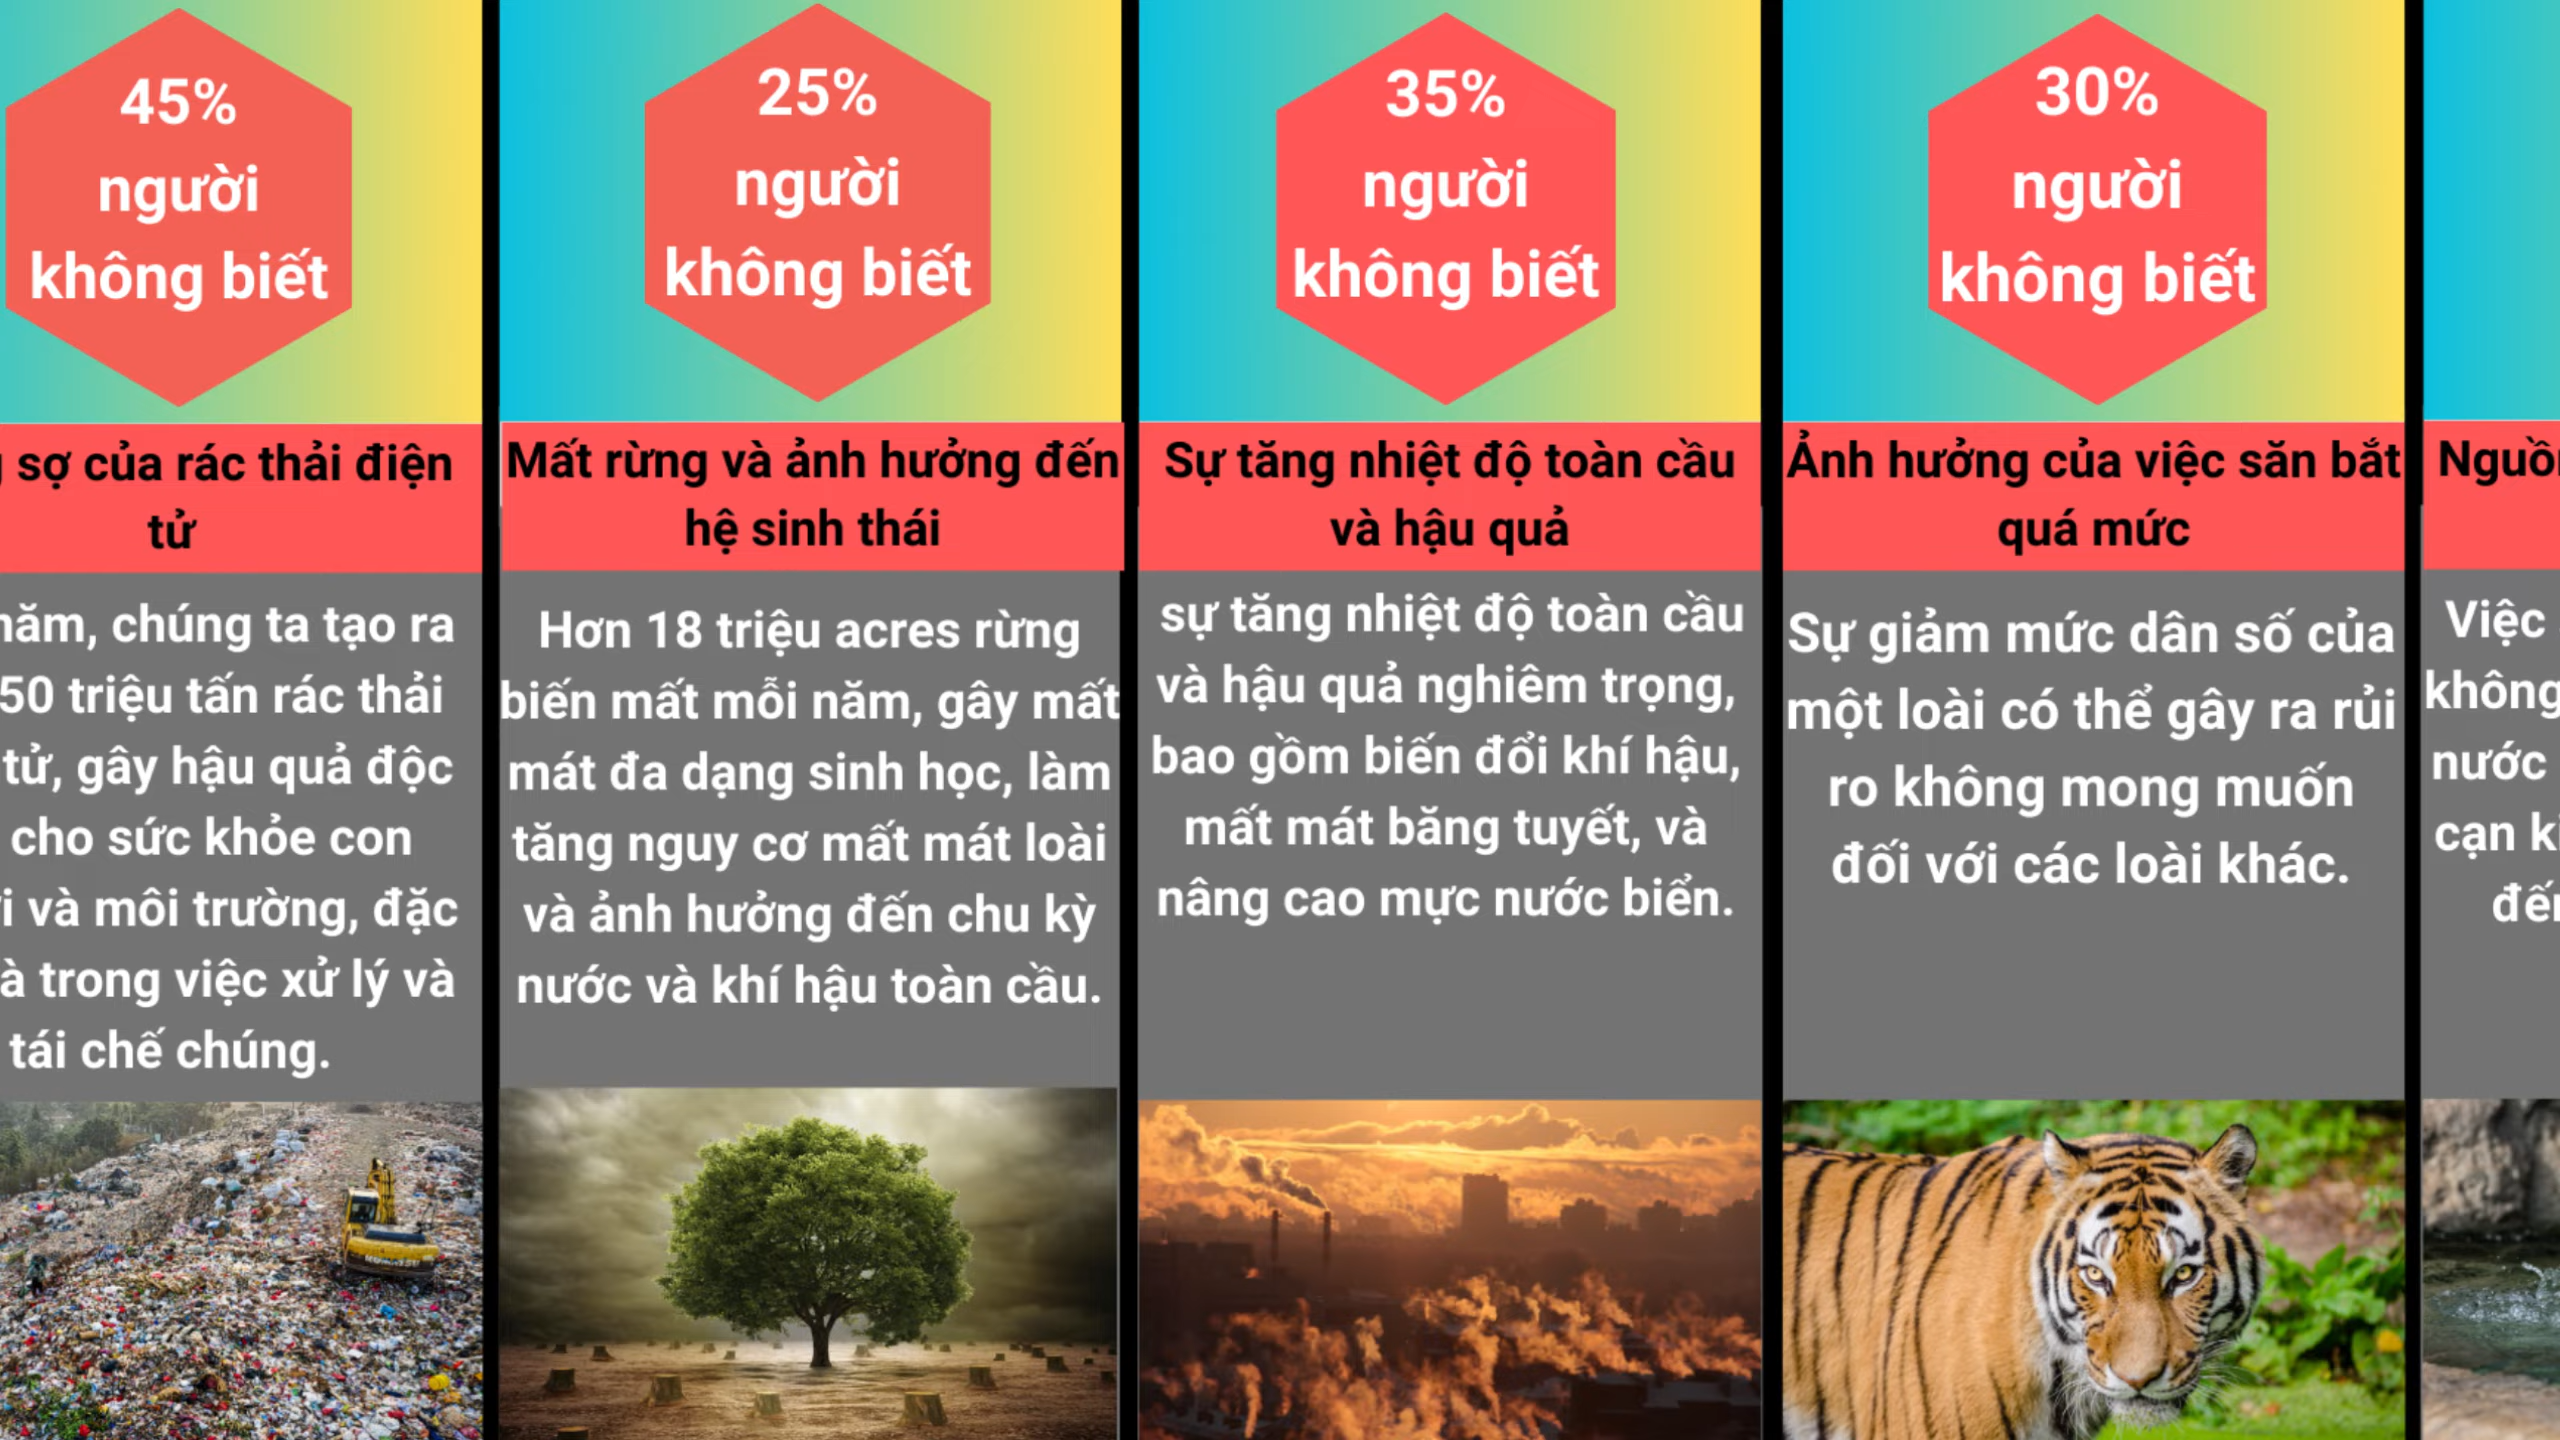 45%
người
không biết
sợ của rác thải điện
tử
năm, chúng ta tạo ra
50 triệu tấn rác thải
tử, gây hậu quả độc
cho sức khỏe con
và môi trường, đặc
trong việc xử lý và
tái chế chúng.
25%
người
không biết
Mất rừng và ảnh hưởng đến
hệ sinh thái
Hơn 18 triệu acres rừng
biến mất mỗi năm, gây mất
mát đa dạng sinh học, làm
tăng nguy cơ mất mát loài
và ảnh hưởng đến chu kỳ
nước và khí hậu toàn cầu.
35%
người
không biết
Sự tăng nhiệt độ toàn cầu
và hậu quả
sự tăng nhiệt độ toàn cầu
và hậu quả nghiêm trọng,
bao gồm biến đổi khí hậu,
mất mát băng tuyết, và
nâng cao mực nước biển.
30%
người
không biết
Ảnh hưởng của việc săn bắt
quá mức
Sự giảm mức dân số của
một loài có thể gây ra rủi
ro không mong muốn
đối với các loài khác.
Việc
không
nước
cạn